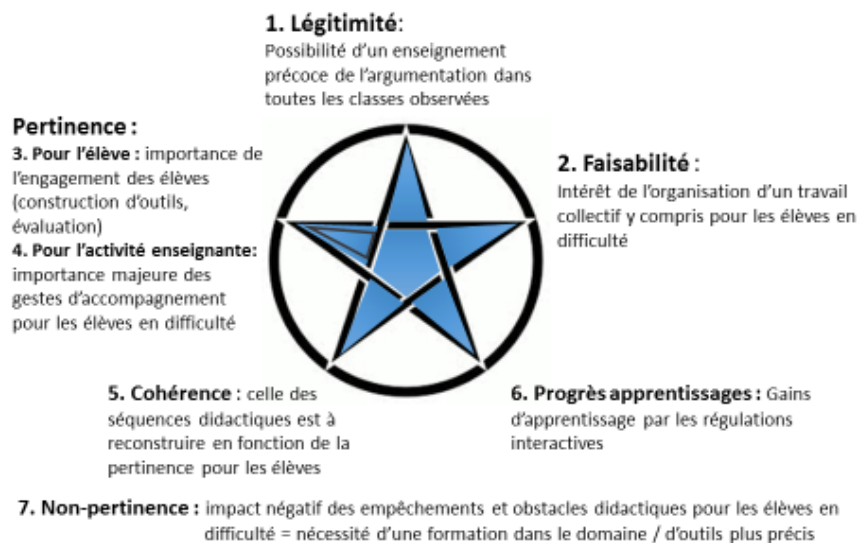 1. Légitimité:
Possibilité d'un enseignement
précoce de l'argumentation dans
toutes les classes observées
Pertinence :
3. Pour l'élève : importance de
l'engagement des élèves
(construction d'outils,
évaluation)
4. Pour l'activité enseignante:
importance majeure des
gestes d'accompagnement
pour les élèves en difficulté
2. Faisabilité :
Intérêt de l'organisation d'un travail
collectif y compris pour les élèves en
difficulté
5. Cohérence : celle des
séquences didactiques est à
reconstruire en fonction de la
pertinence pour les élèves
6. Progrès apprentissages : Gains
d'apprentissage par les régulations
interactives
7. Non-pertinence : impact négatif des empêchements et obstacles didactiques pour les élèves en
difficulté = nécessité d'une formation dans le domaine / d'outils plus précis